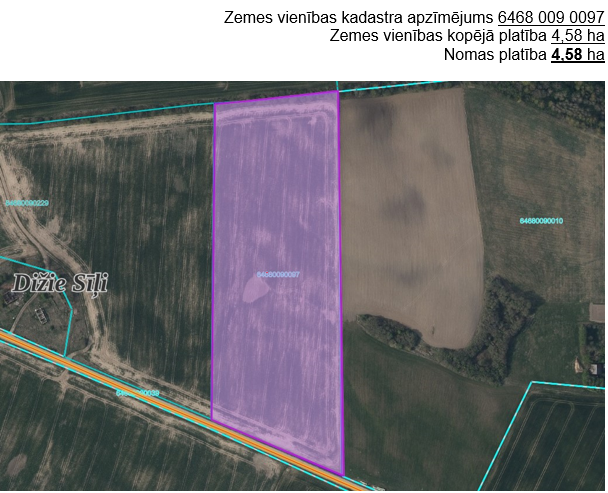 Zemes vienības kadastra apzīmējums 6468 009 0097
Zemes vienības kopējā platība 4,58 ha
Nomas platība 4,58 ha
64680090229
64680090010
64680090097
Dižie Sīļi